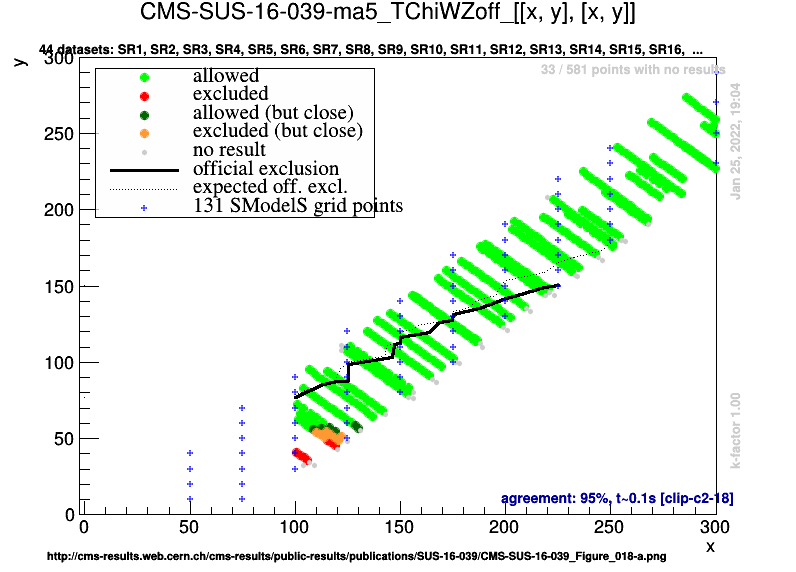 CMS-SUS-16-039-ma5_TChiWZoff_[[x, y], [x, y]]
44 datasets: SR1, SR2, SR3, SR4, SR5, SR6, SR7, SR8, SR9, SR10, SR11, SR12, SR13, SR14, SR15, SR16, ...
y
33 / 581 points with no results
allowed
excluded
allowed (but close)
excluded (but close)
no result
official exclusion
expected off. excl.
131 SModelS grid points
300
250
200
150
100
50
0
Jan 25, 2022, 19:04
k-factor 1.00
agreement: 95%, t~0.1s [clip-c2-18]
0 50 100 150 200 250 300
x
http://cms-results.web.cern.ch/cms-results/public-results/publications/SUS-16-039/CMS-SUS-16-039_Figure_018-a.png